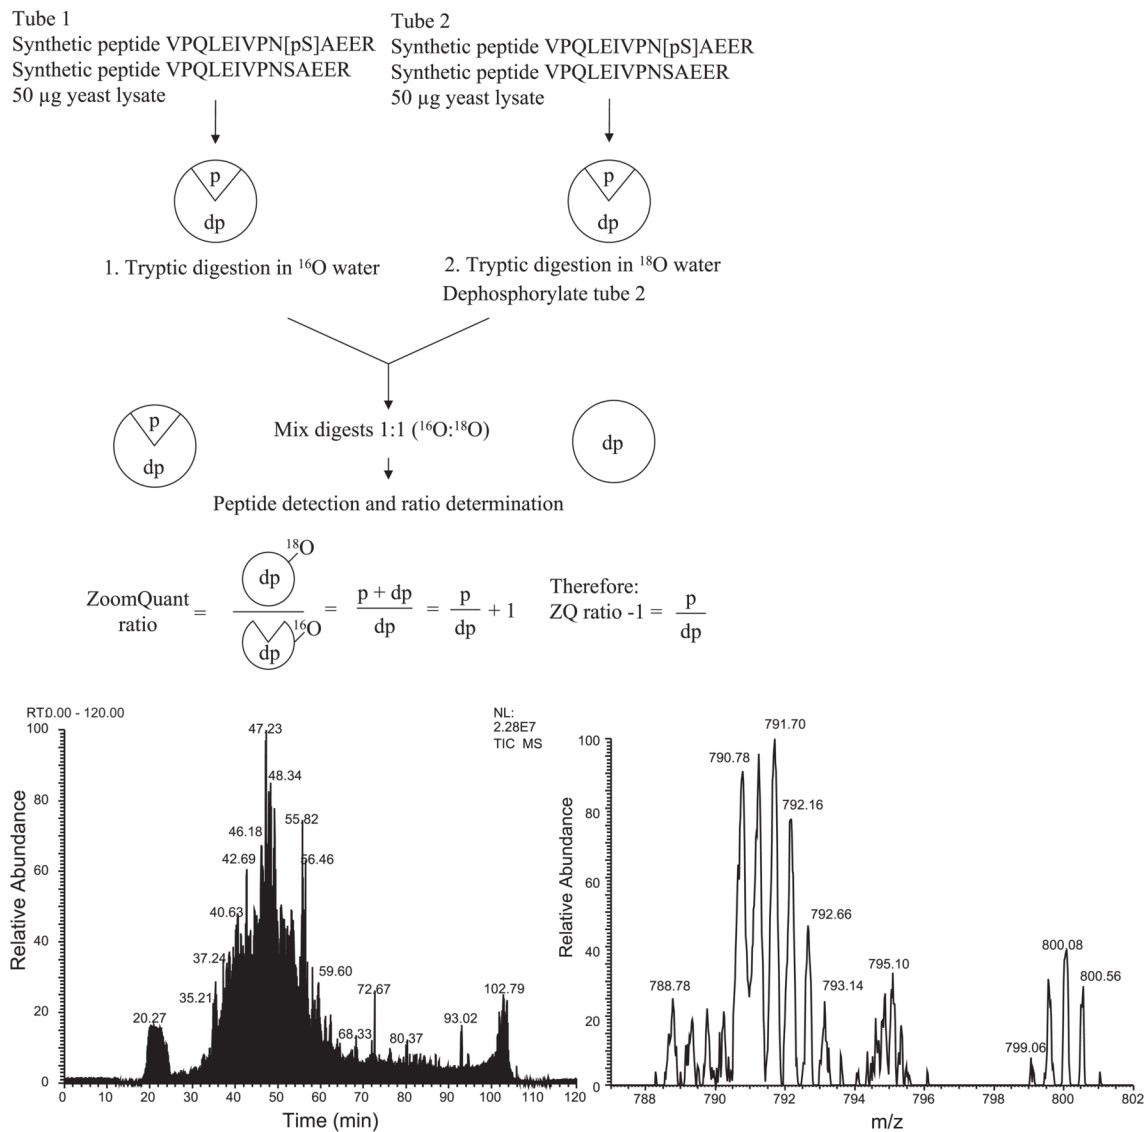 Tube 1
Synthetic peptide VPQLEIVPN[pS]AEER
Synthetic peptide VPQLEIVPNSAEER
50 µg yeast lysate
Tube 2
Synthetic peptide VPQLEIVPN[pS]AEER
Synthetic peptide VPQLEIVPNSAEER
50 µg yeast lysate
p
dp
p
dp
1. Tryptic digestion in ¹⁶O water
2. Tryptic digestion in ¹⁸O water
Dephosphorylate tube 2
p
dp
Mix digests 1:1 (¹⁶O:¹⁸O)
dp
Peptide detection and ratio determination
ZoomQuant
ratio
=
¹⁸O
dp
¹⁶O
dp
=
p + dp
dp
=
p
dp
+ 1
Therefore:
ZQ ratio -1 =
p
dp
RT:0.00 - 120.00
NL:
2.28E7
TIC MS
Relative Abundance
100
80
60
40
20
0
47.23
48.34
55.82
46.18
42.69
56.46
40.63
37.24
35.21
59.60
72.67
20.27
68.33
80.37
93.02
102.79
0 10 20 30 40 50 60 70 80 90 100 110 120
Time (min)
Relative Abundance
100
80
60
40
20
0
791.70
790.78
792.16
792.66
788.78
793.14
795.10
799.06
800.08
800.56
788 790 792 794 796 798 800 802
m/z